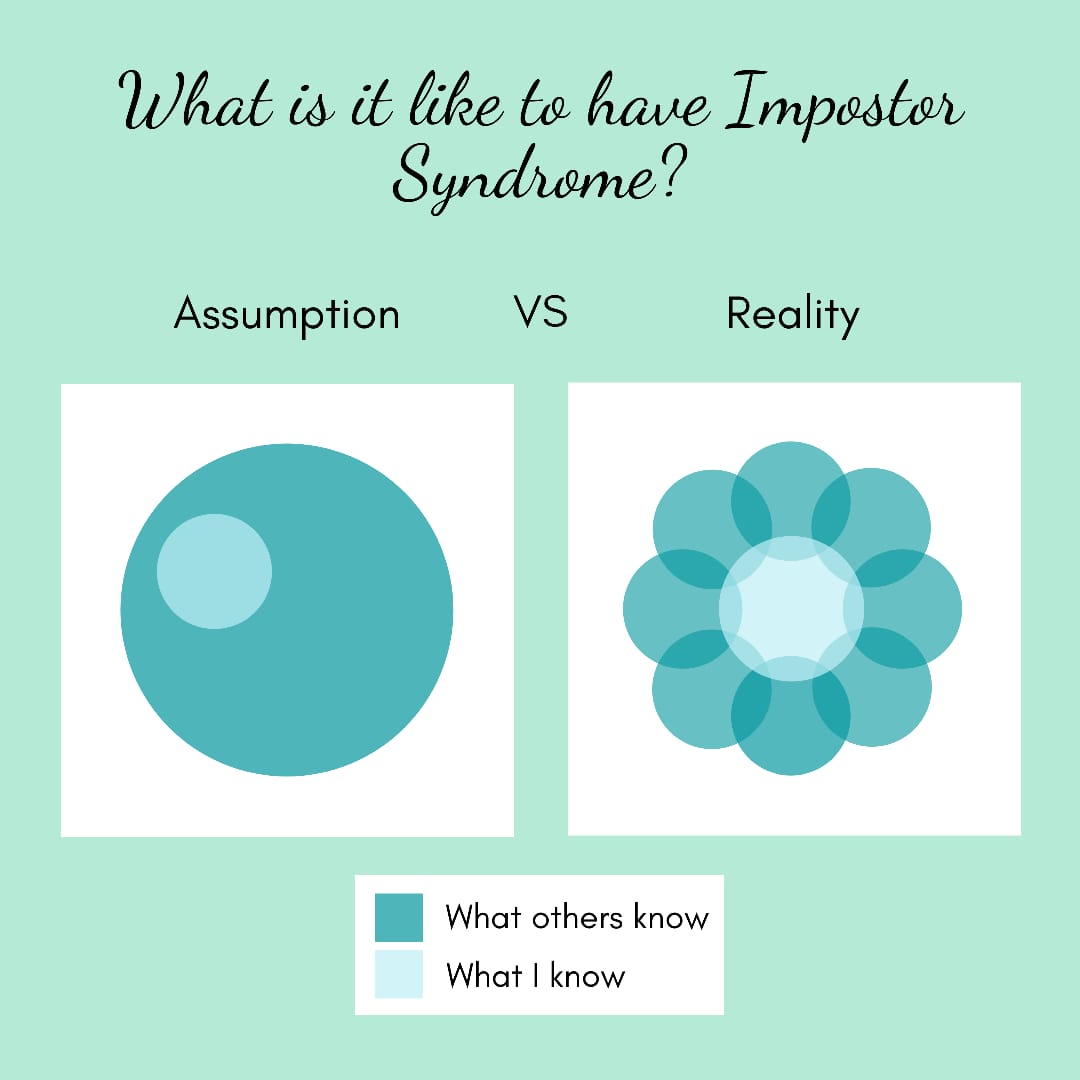 What is it like to have Impostor
Syndrome?
Assumption VS Reality
What others know
What I know